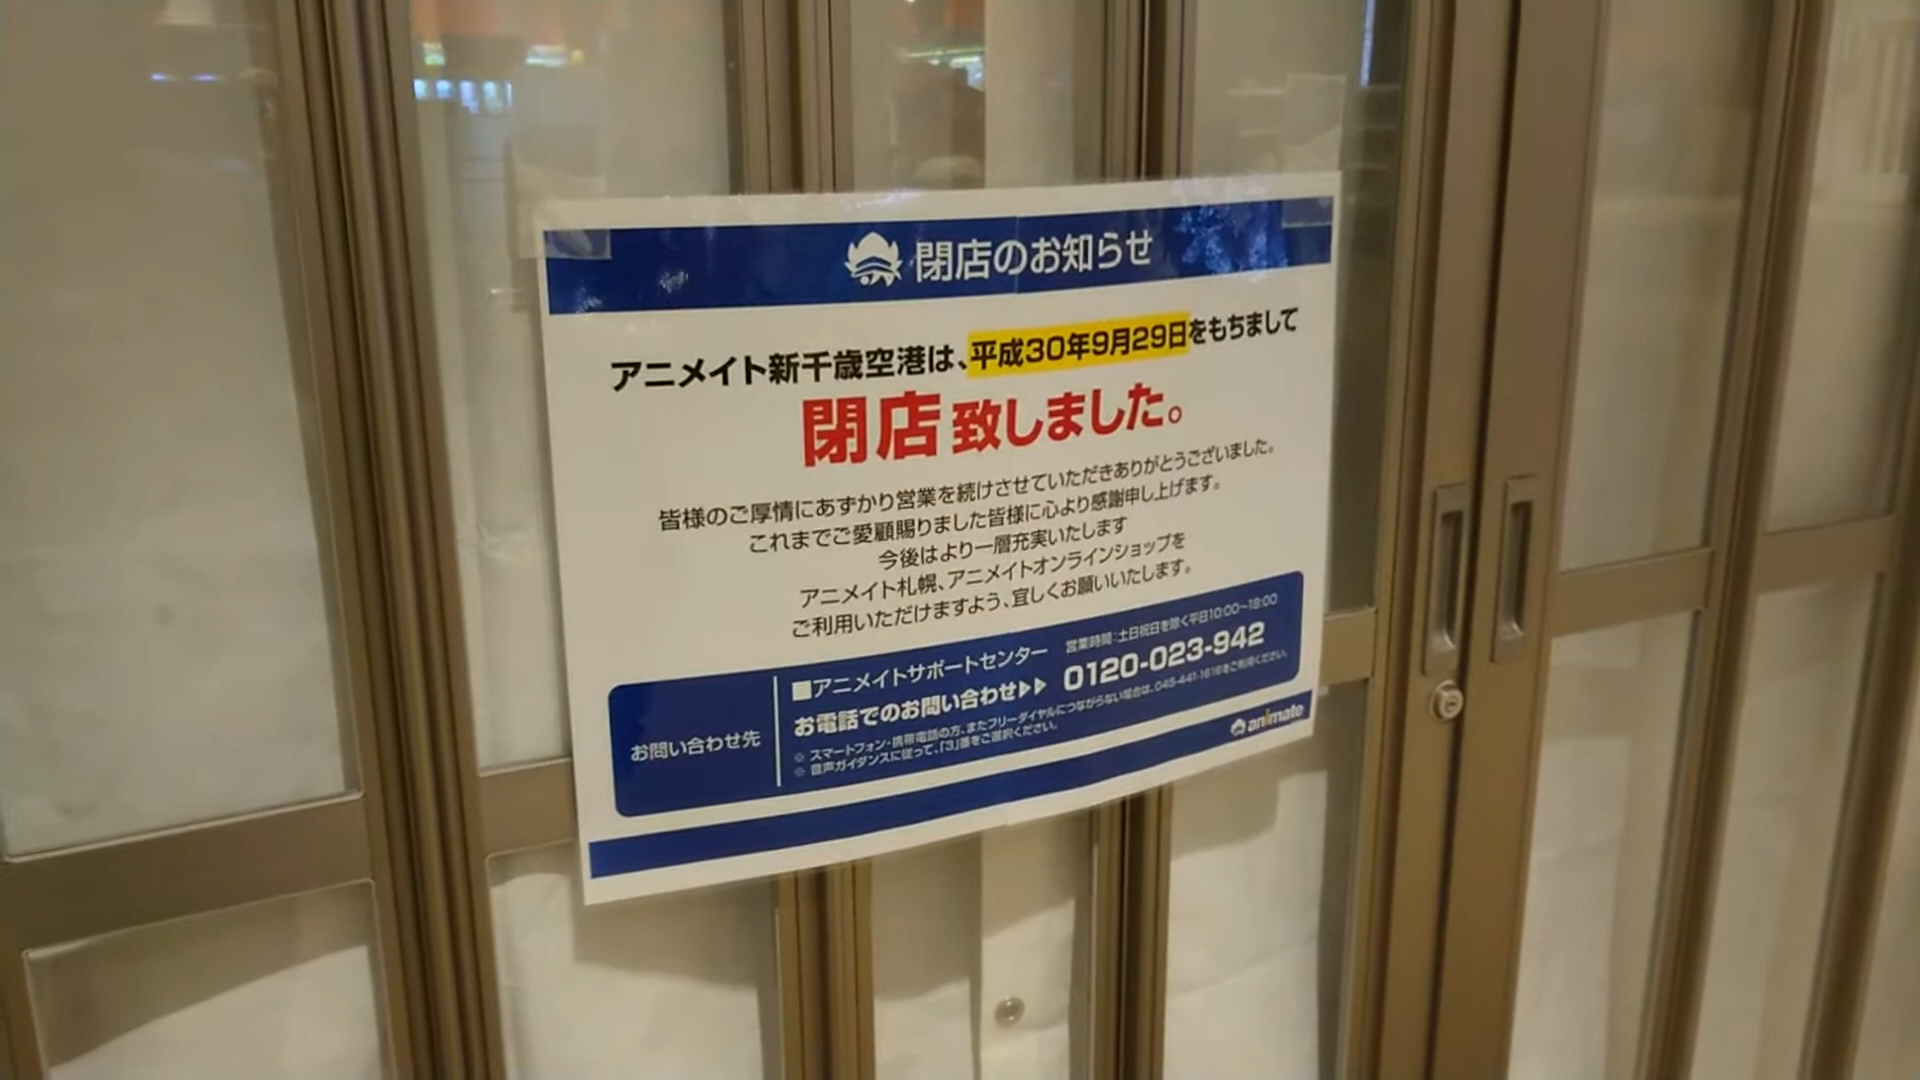 閉店のお知らせ
アニメイト新千歳空港は、平成30年9月29日をもちまして
閉店致しました。
皆様のご厚情にあずかり営業を続けさせていただきありがとうございました。
これまでご愛顧賜りました皆様に心より感謝申し上げます。
今後はより一層充実いたします
アニメイト札幌、アニメイトオンラインショップを
ご利用いただけますよう、宜しくお願いいたします。
お問い合わせ先
■アニメイトサポートセンター
営業時間:土日祝日を除く平日10:00~18:00
お電話でのお問い合わせ▶▶ 0120-023-942
※ スマートフォン・携帯電話の方、またフリーダイヤルにつながらない場合は、045-441-1616をご利用ください。
※ 音声ガイダンスに従って、「3」番をご選択ください。
animate